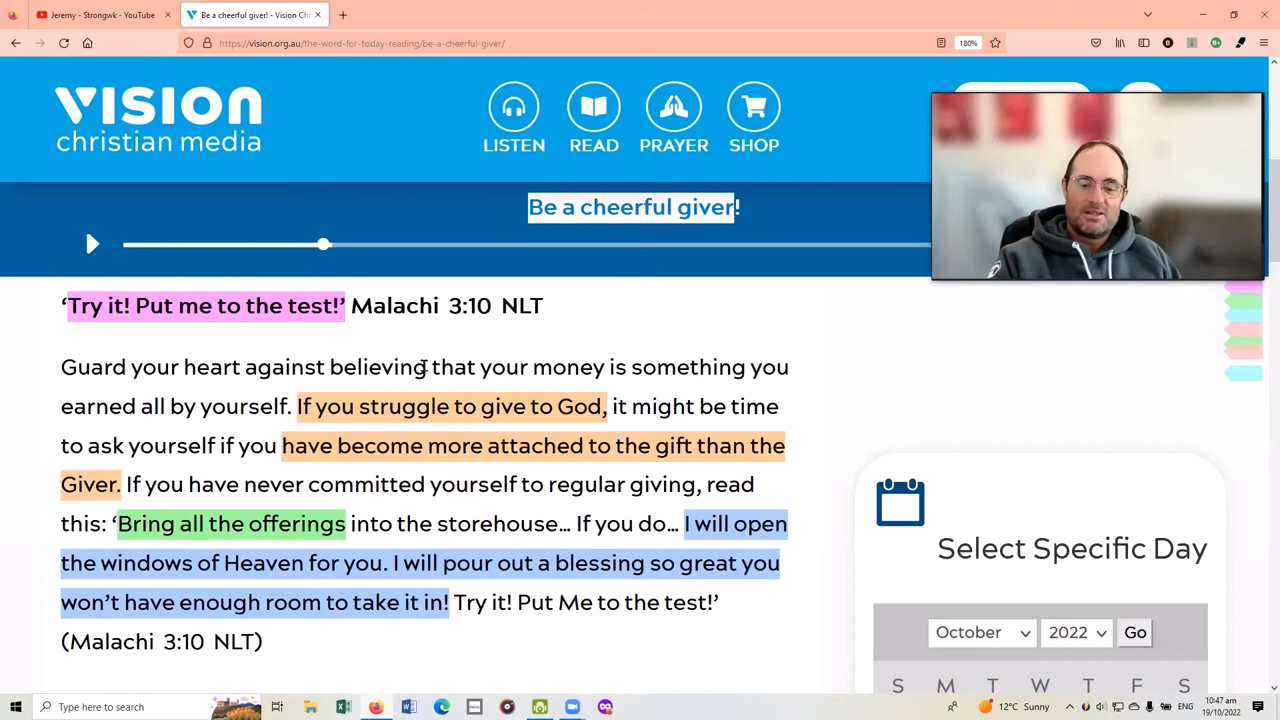 Jeremy - Strongwk - YouTube
Be a cheerful giver! - Vision Chr
https://vision.org.au/the-word-for-today-reading/be-a-cheerful-giver/
180%
VISION
christian media
LISTEN READ PRAYER SHOP
Be a cheerful giver!
‘Try it! Put me to the test!’ Malachi 3:10 NLT
Guard your heart against believing that your money is something you
earned all by yourself. If you struggle to give to God, it might be time
to ask yourself if you have become more attached to the gift than the
Giver. If you have never committed yourself to regular giving, read
this: ‘Bring all the offerings into the storehouse… If you do… I will open
the windows of Heaven for you. I will pour out a blessing so great you
won’t have enough room to take it in! Try it! Put Me to the test!’
(Malachi 3:10 NLT)
Select Specific Day
October 2022 Go
S M T W T F S
Type here to search
12°C Sunny
ENG
10:47 am
19/10/2022